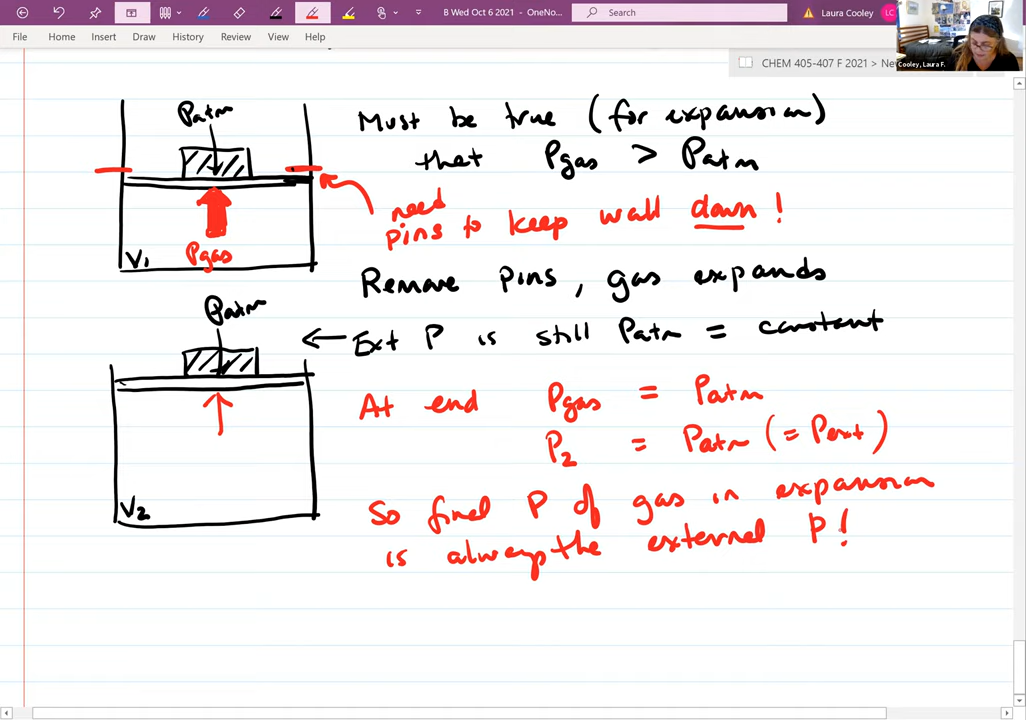 B Wed Oct 6 2021 - OneNo...
Search
Laura Cooley
LC
File Home Insert Draw History Review View Help
CHEM 405-407 F 2021 >
Cooley, Laura F.
Patm
Must be true (for expansion)
that Pgas > Patm
need
pins to keep wall down!
Pgas
V1
Remove pins, gas expands
Patm
← Ext P is still Patm = constant
At end Pgas = Patm
P2 = Patm (= Pext)
So final P of gas in expansion
is always the external P!
V2